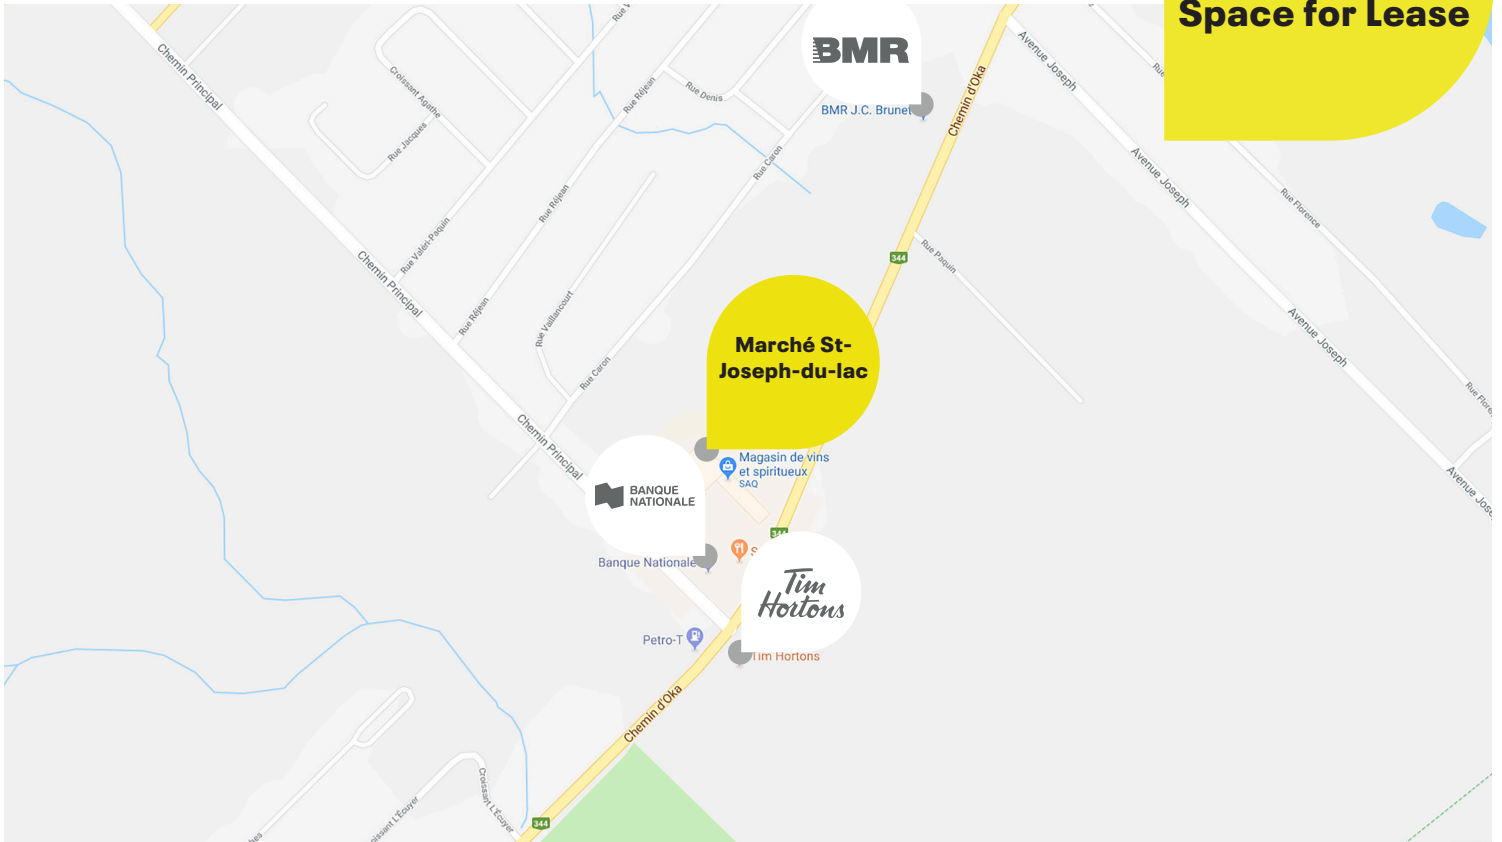 Space for Lease
BMR
BMR J.C. Brunet
Chemin Principal
Croissant Agathe
Rue Jacques
Rue Réjean
Rue Denis
Rue Caron
Chemin d'Oka
Avenue Joseph
Avenue Joseph
Rue Florence
Rue Valéri-Paquin
Rue Réjean
Chemin Principal
344
Rue Paquin
Rue Réjean
Rue Vaillancourt
Rue Caron
Marché St-
Joseph-du-lac
Avenue Joseph
Chemin Principal
Magasin de vins
et spiritueux
SAQ
BANQUE
NATIONALE
344
Banque Nationale
Tim
Hortons
Petro-T
Tim Hortons
Chemin d'Oka
Croissant L'Écuyer
344